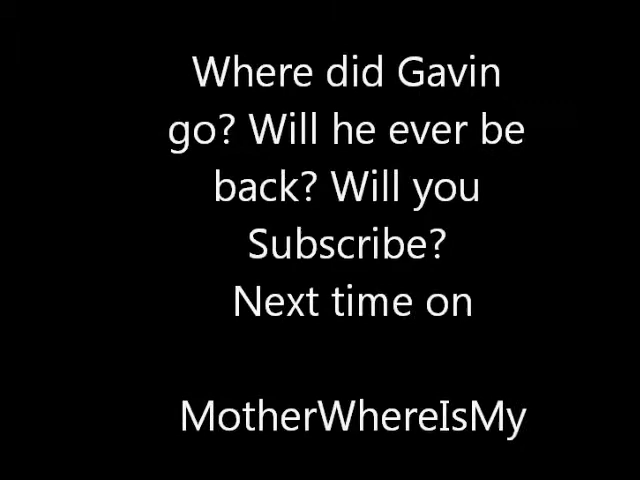 Where did Gavin
go? Will he ever be
back? Will you
Subscribe?
Next time on
MotherWhereIsMy